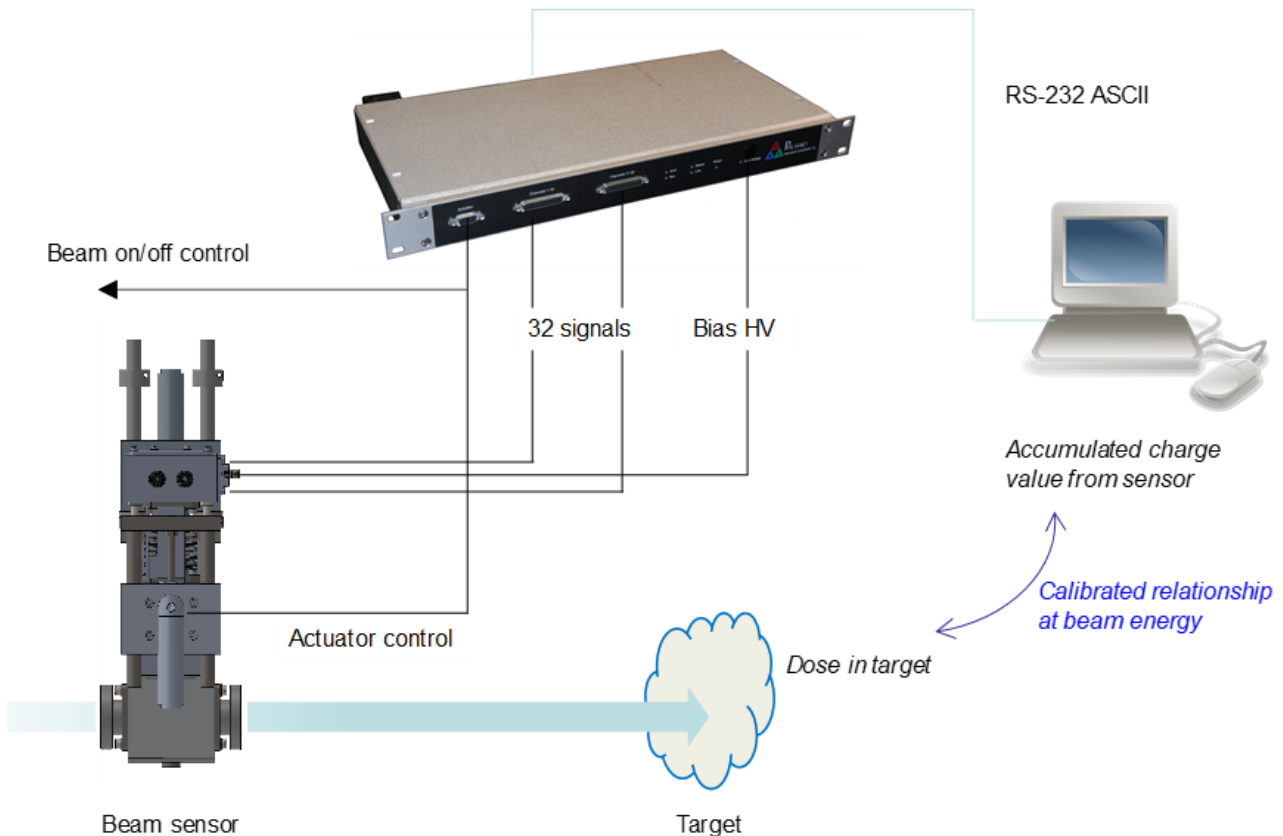 RS-232 ASCII
Actuator
Beam on/off control
32 signals
Bias HV
Accumulated charge
value from sensor
Calibrated relationship
at beam energy
Actuator control
Dose in target
Beam sensor
Target